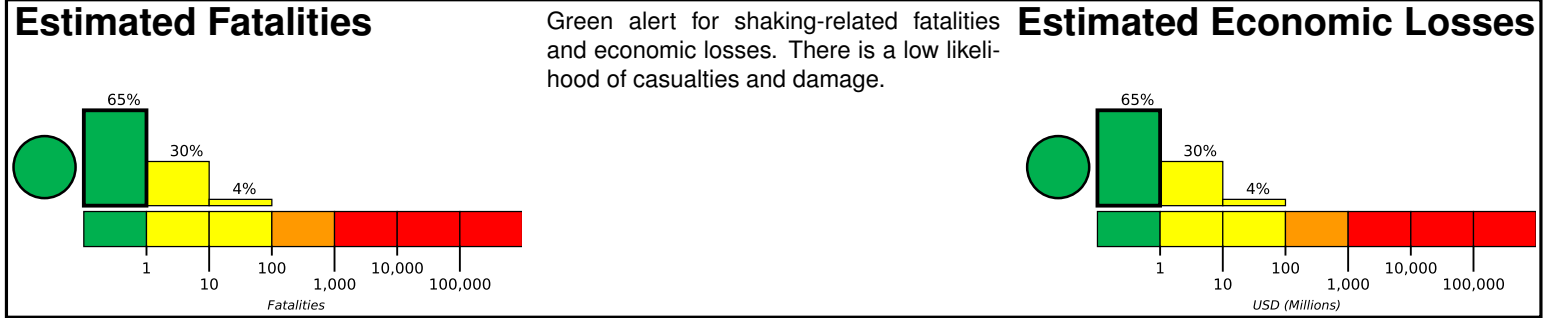 Estimated Fatalities
Green alert for shaking-related fatalities
and economic losses. There is a low likeli-
hood of casualties and damage.
Estimated Economic Losses
65%
30%
4%
1
10
100
1,000
10,000
100,000
Fatalities
65%
30%
4%
1
10
100
1,000
10,000
100,000
USD (Millions)